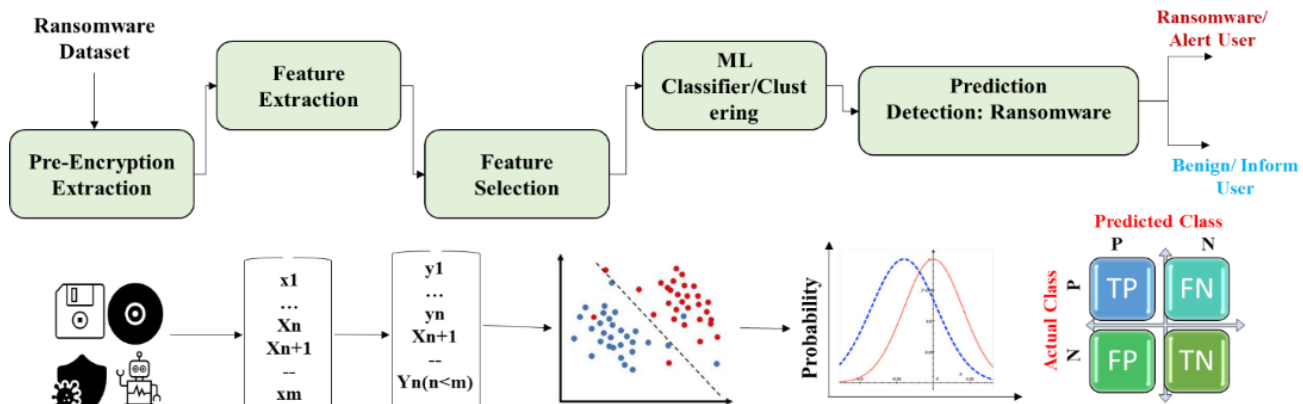 Ransomware
Dataset
Pre-Encryption
Extraction
Feature
Extraction
Feature
Selection
ML
Classifier/Clust
ering
Prediction
Detection: Ransomware
Ransomware/
Alert User
Benign/ Inform
User
x1
...
Xn
Xn+1
--
xm
y1
...
yn
Xn+1
--
Yn(n<m)
Probability
Predicted Class
P N
Actual Class
P
N
TP FN
FP TN